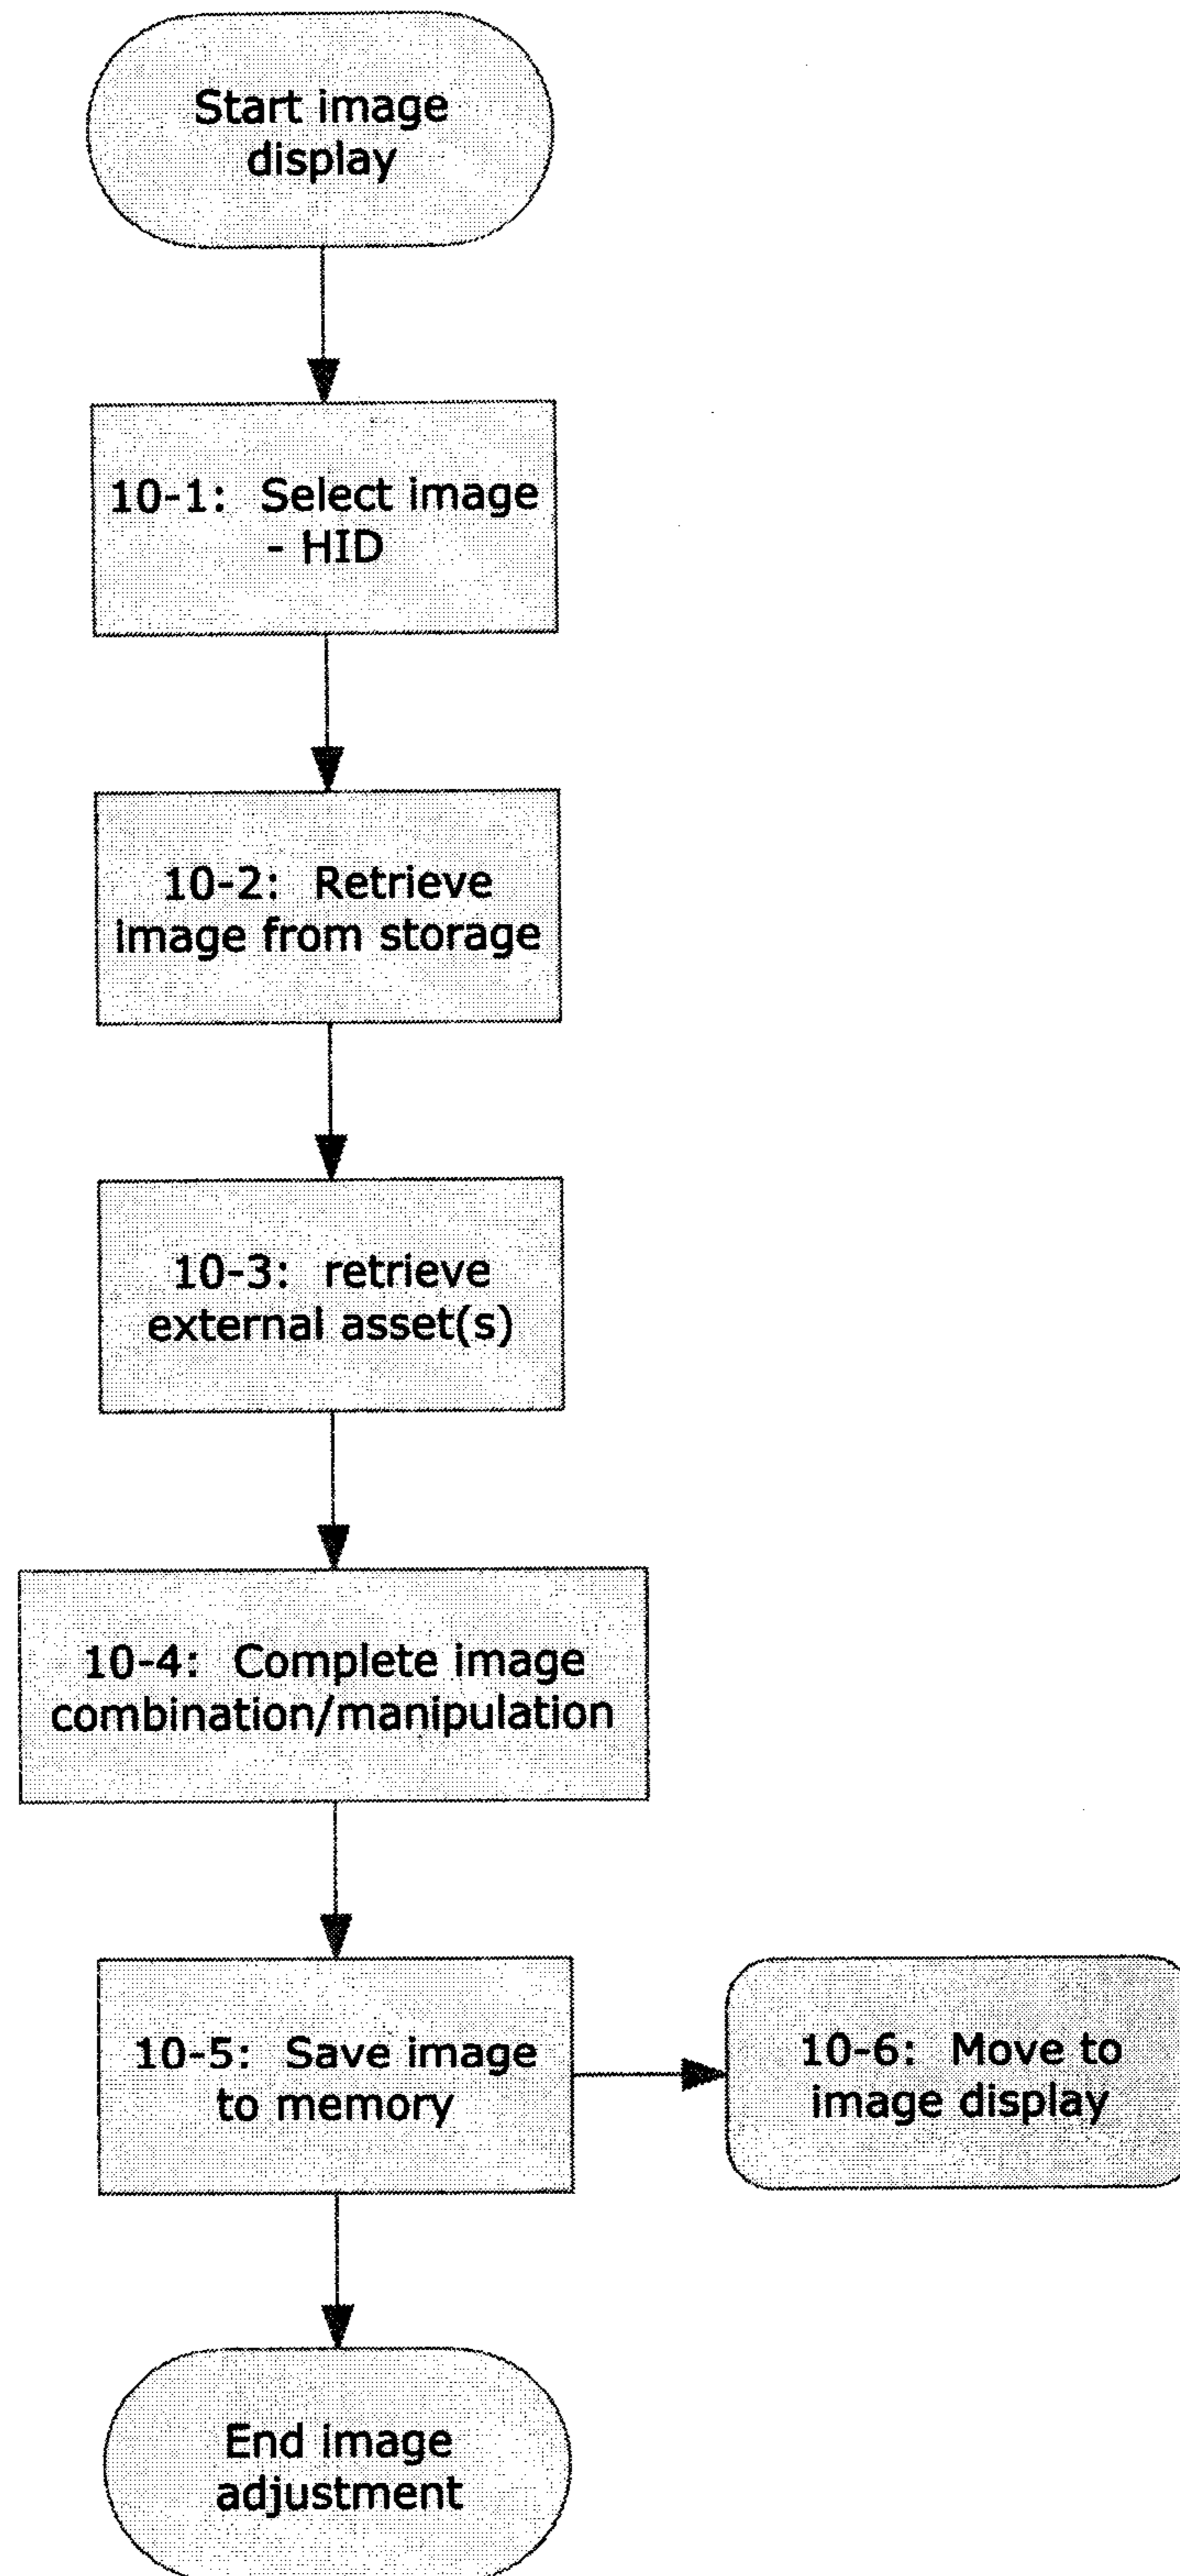 Start image
display
10-1: Select image
- HID
10-2: Retrieve
image from storage
10-3: retrieve
external asset(s)
10-4: Complete image
combination/manipulation
10-5: Save image
to memory
10-6: Move to
image display
End image
adjustment